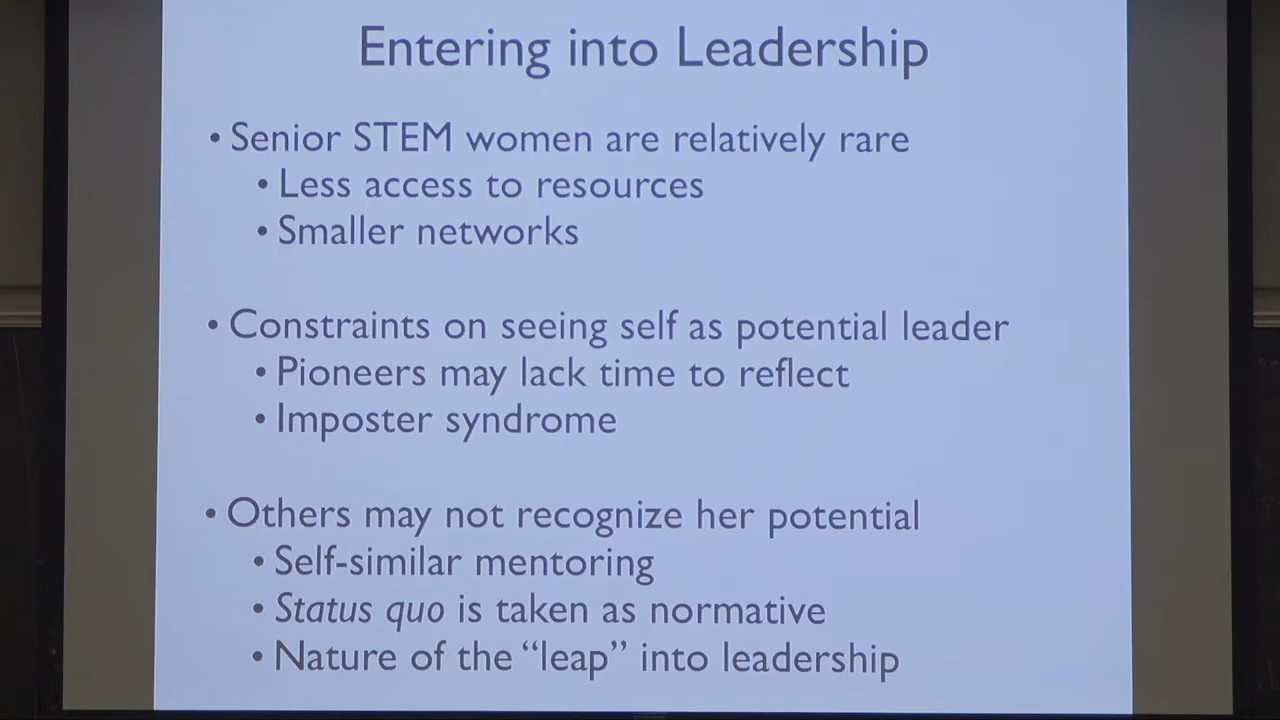 Entering into Leadership
• Senior STEM women are relatively rare
• Less access to resources
• Smaller networks
• Constraints on seeing self as potential leader
• Pioneers may lack time to reflect
• Imposter syndrome
• Others may not recognize her potential
• Self-similar mentoring
• Status quo is taken as normative
• Nature of the “leap” into leadership